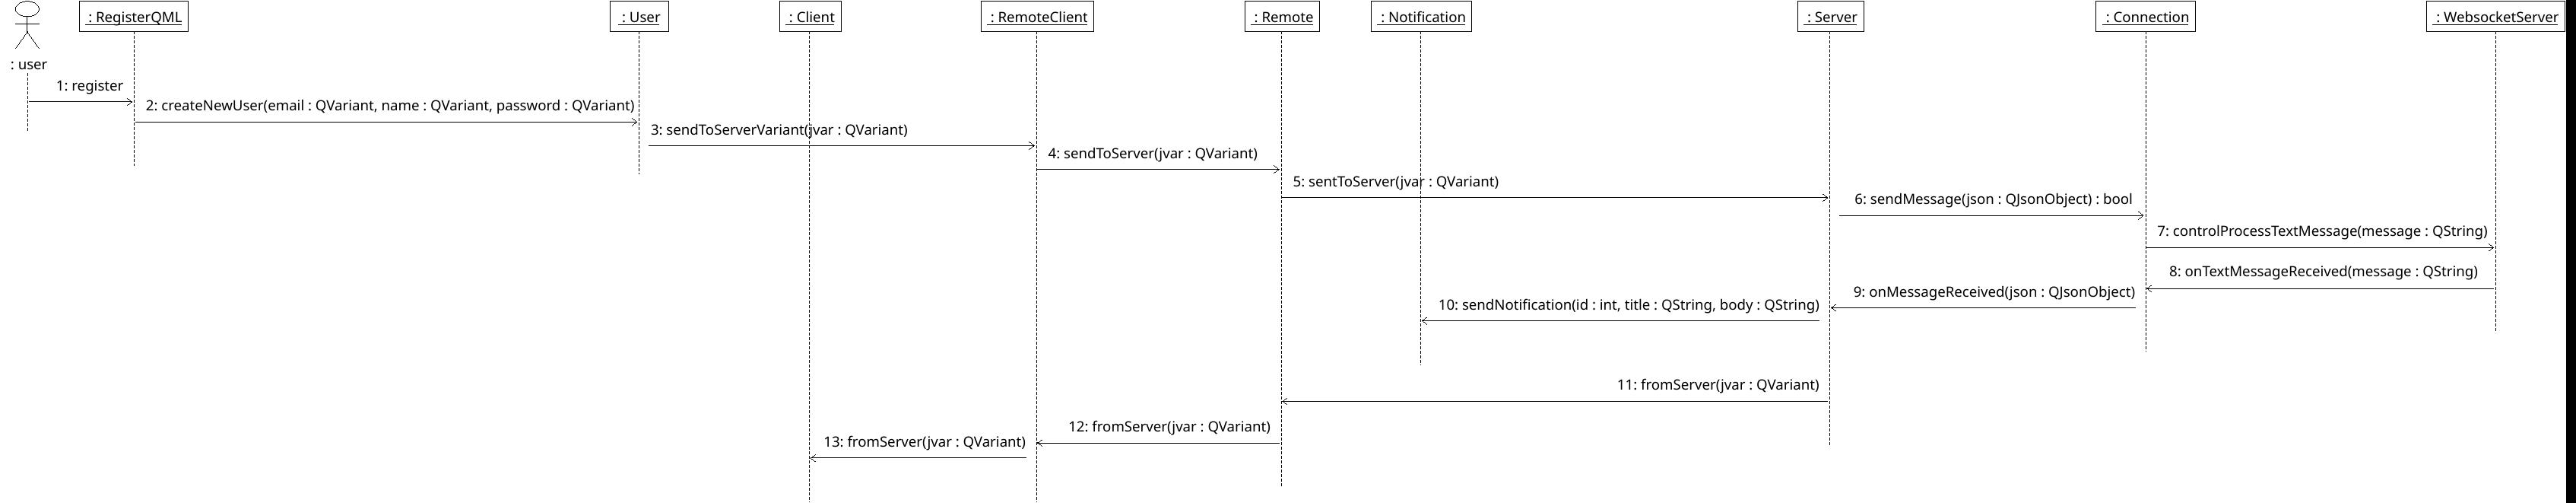 : RegisterQML
: User
: Client
: RemoteClient
: Remote
: Notification
: Server
: Connection
: WebsocketServer
: user
1: register
2: createNewUser(email : QVariant, name : QVariant, password : QVariant)
3: sendToServerVariant(jvar : QVariant)
4: sendToServer(jvar : QVariant)
5: sentToServer(jvar : QVariant)
6: sendMessage(json : QJsonObject) : bool
7: controlProcessTextMessage(message : QString)
8: onTextMessageReceived(message : QString)
9: onMessageReceived(json : QJsonObject)
10: sendNotification(id : int, title : QString, body : QString)
11: fromServer(jvar : QVariant)
12: fromServer(jvar : QVariant)
13: fromServer(jvar : QVariant)